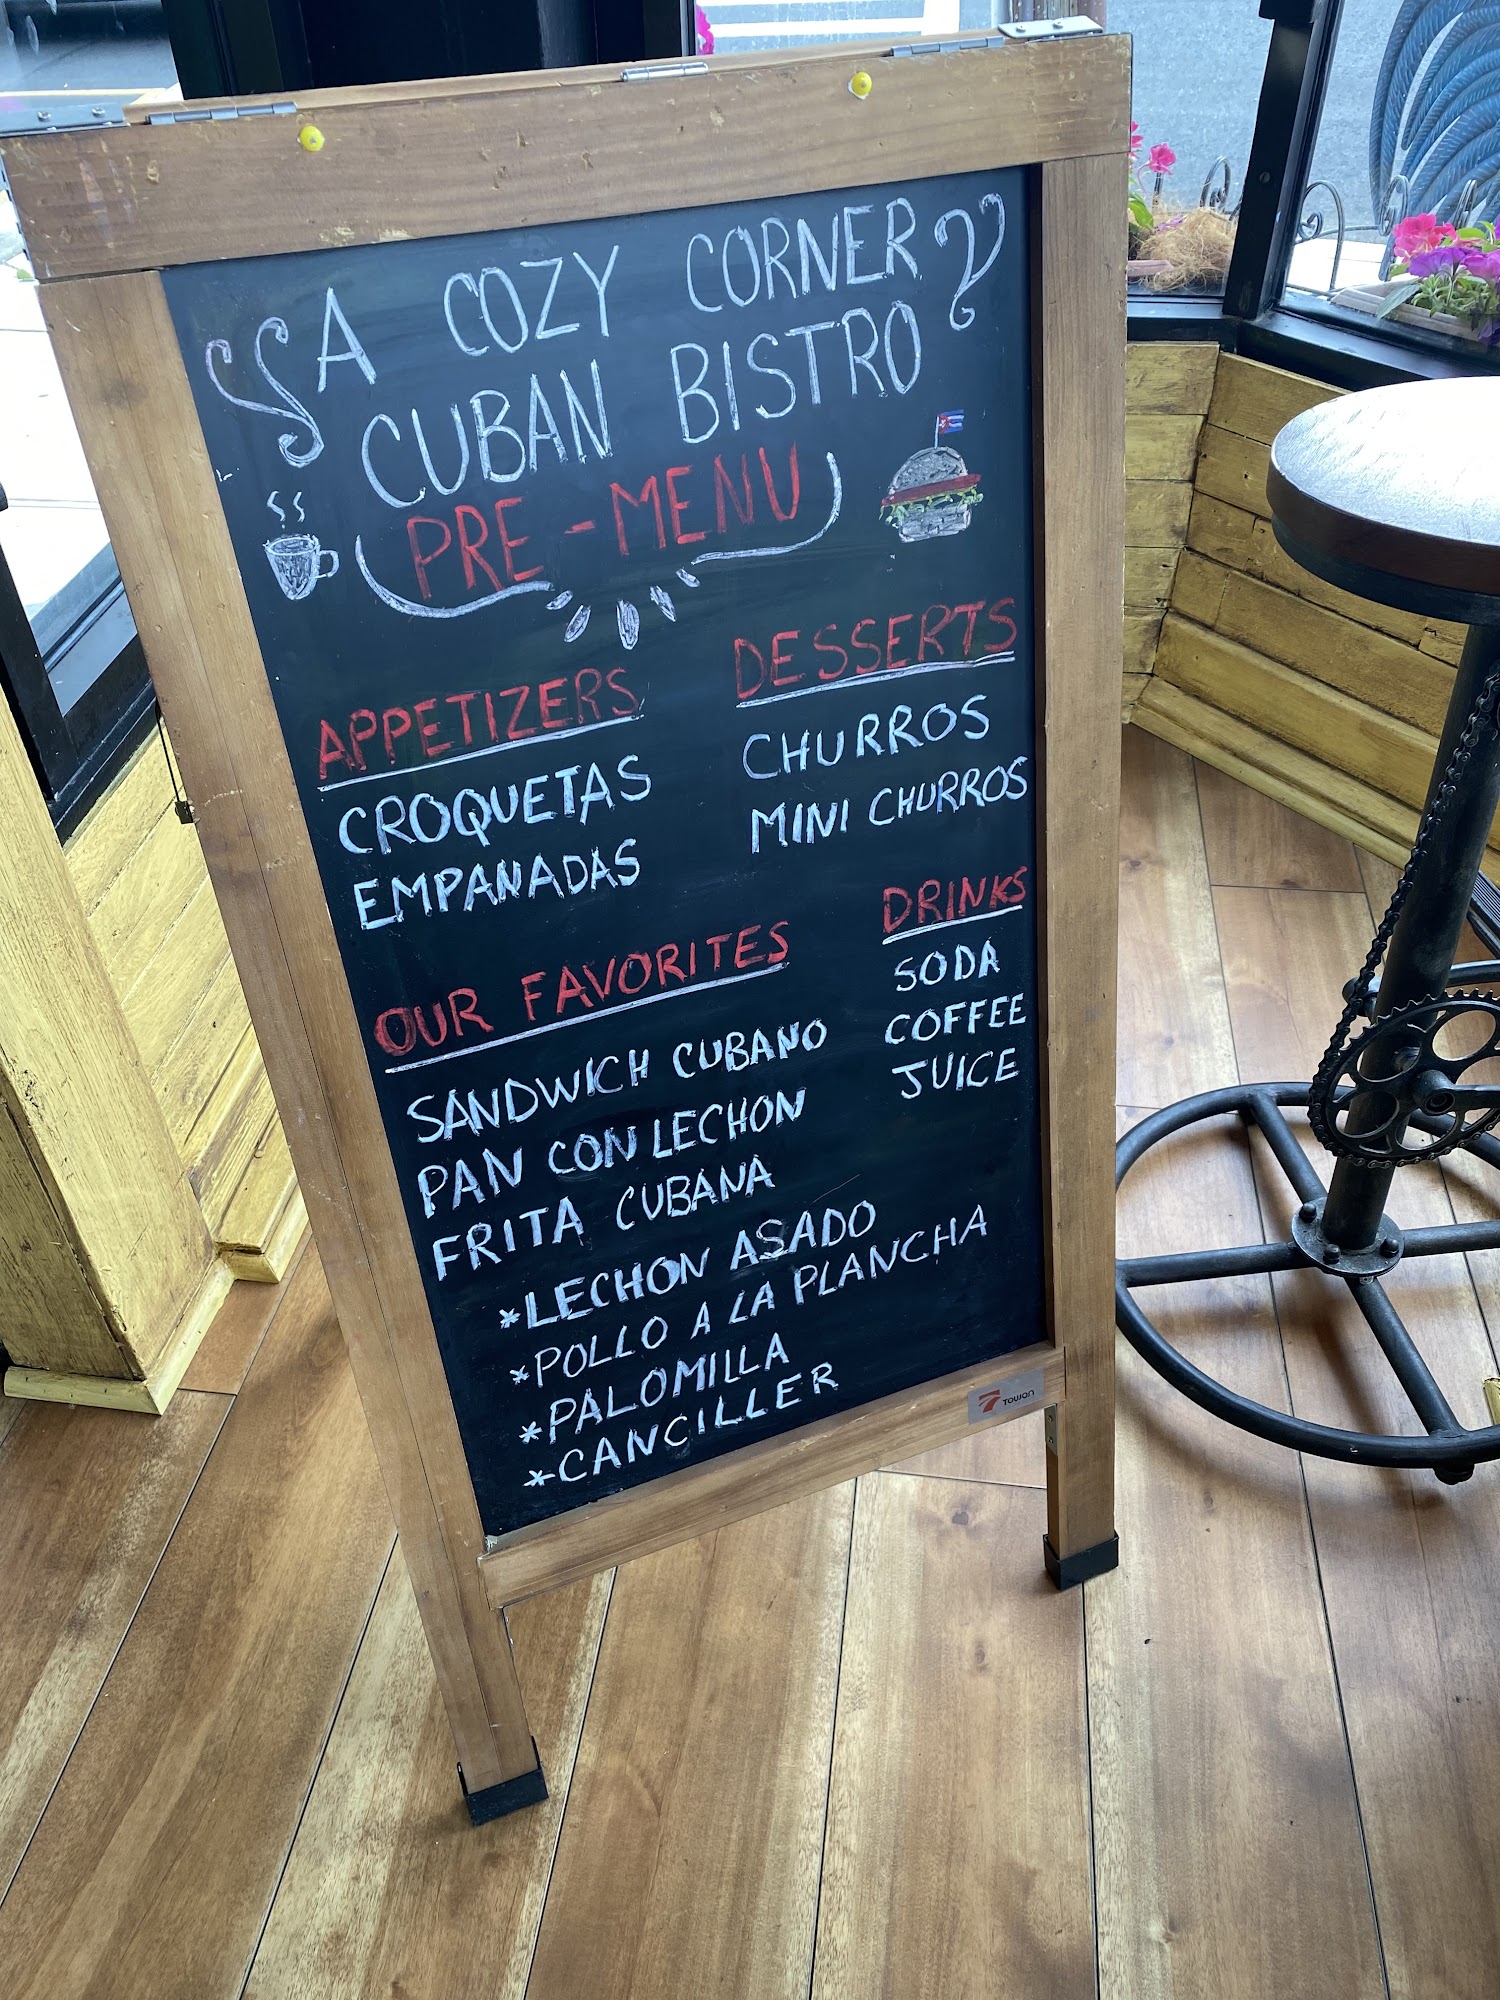 A COZY CORNER
CUBAN BISTRO
PRE-MENU
APPETIZERS
CROQUETAS
EMPANADAS
DESSERTS
CHURROS
MINI CHURROS
OUR FAVORITES
SANDWICH CUBANO
PAN CON LECHON
FRITA CUBANA
*LECHON ASADO
*POLLO A LA PLANCHA
*PALOMILLA
*CANCILLER
DRINKS
SODA
COFFEE
JUICE
TOWON